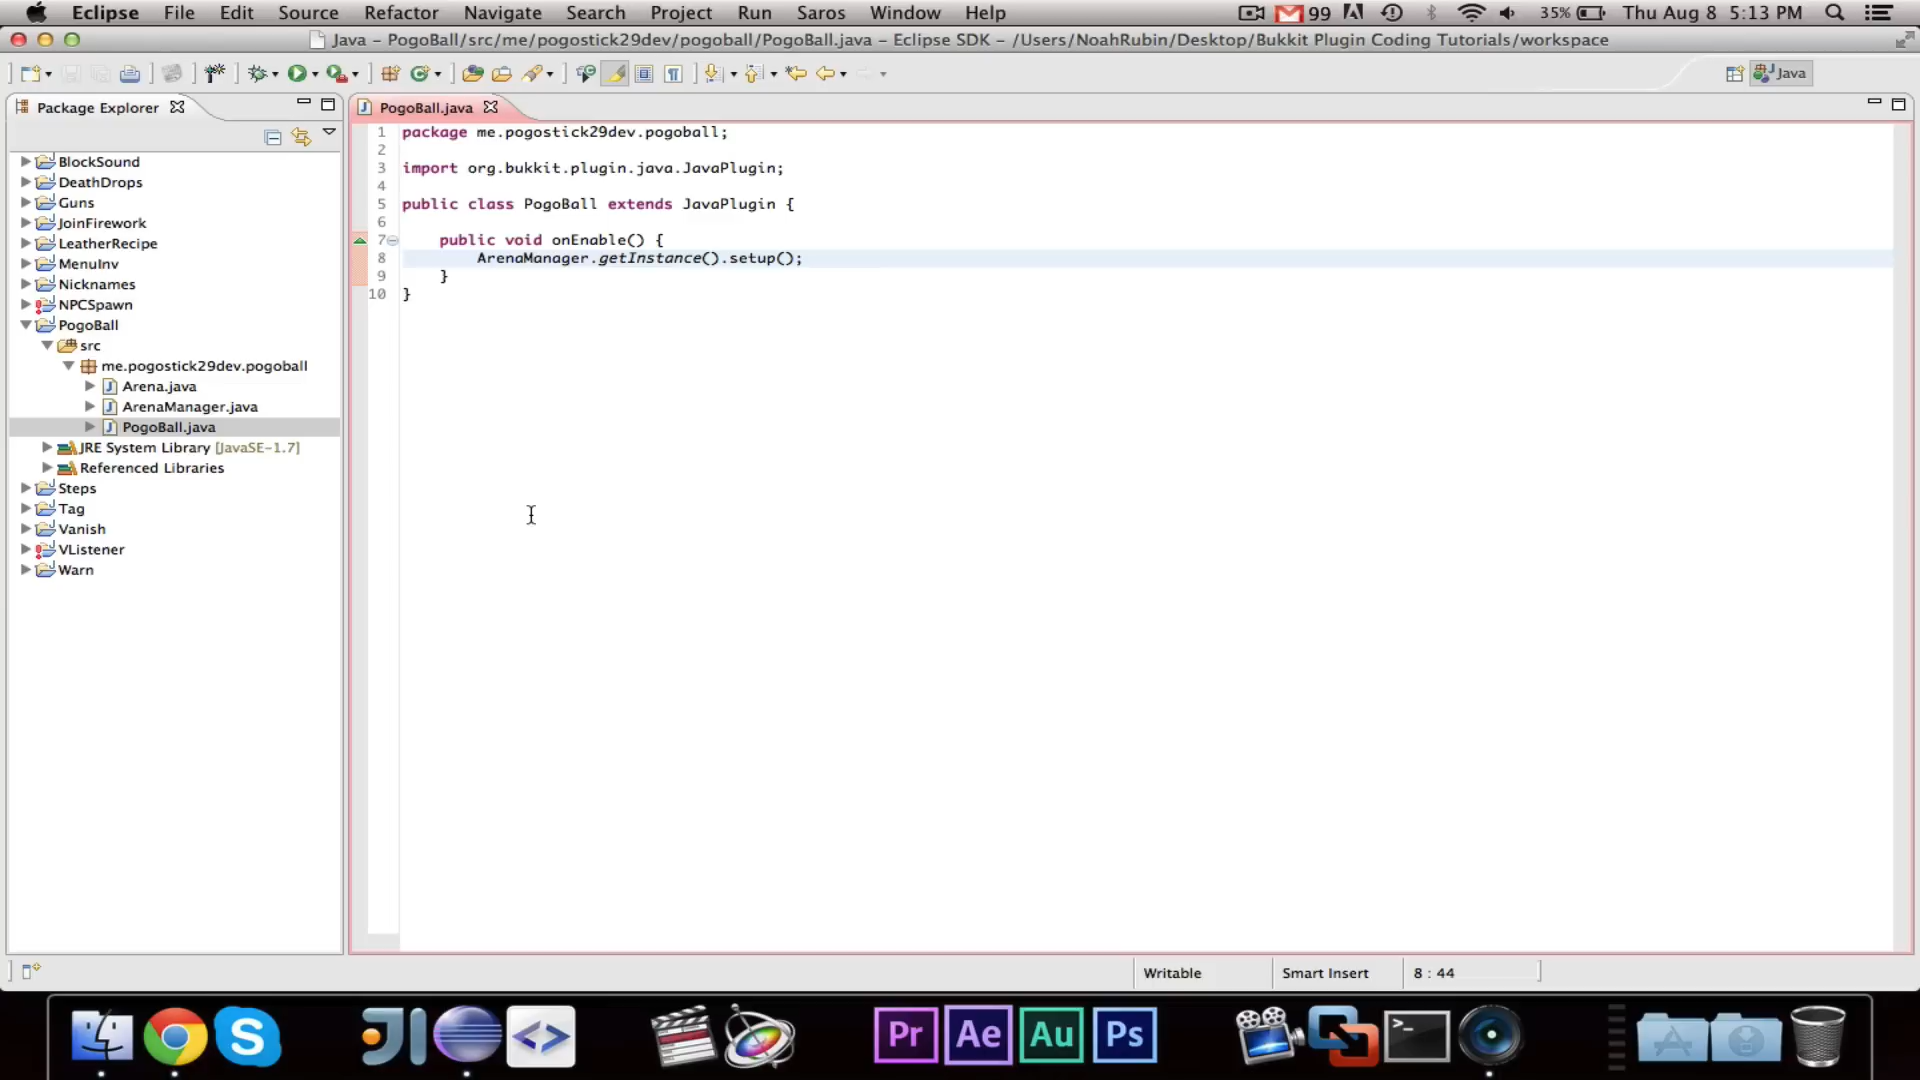 Eclipse File Edit Source Refactor Navigate Search Project Run Saros Window Help 99 35% Thu Aug 8 5:13 PM
Java – PogoBall/src/me/pogostick29dev/pogoball/PogoBall.java – Eclipse SDK – /Users/NoahRubin/Desktop/Bukkit Plugin Coding Tutorials/workspace
Java
Package Explorer
PogoBall.java
BlockSound
DeathDrops
Guns
JoinFirework
LeatherRecipe
MenuInv
Nicknames
NPCSpawn
PogoBall
src
me.pogostick29dev.pogoball
Arena.java
ArenaManager.java
PogoBall.java
JRE System Library [JavaSE-1.7]
Referenced Libraries
Steps
Tag
Vanish
VListener
Warn
1 package me.pogostick29dev.pogoball;
2
3 import org.bukkit.plugin.java.JavaPlugin;
4
5 public class PogoBall extends JavaPlugin {
6
7 public void onEnable() {
8 ArenaManager.getInstance().setup();
9 }
10 }
Writable Smart Insert 8 : 44
Pr Ae Au Ps